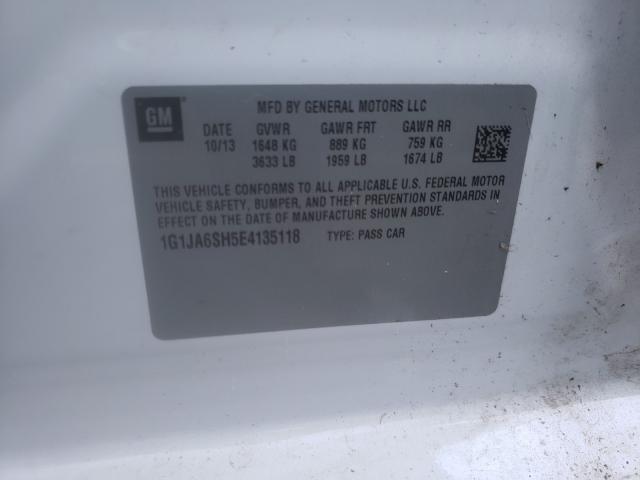 GM
MFD BY GENERAL MOTORS LLC
DATE GVWR GAWR FRT GAWR RR
10/13 1648 KG 889 KG 759 KG
3633 LB 1959 LB 1674 LB
THIS VEHICLE CONFORMS TO ALL APPLICABLE U.S. FEDERAL MOTOR
VEHICLE SAFETY, BUMPER, AND THEFT PREVENTION STANDARDS IN
EFFECT ON THE DATE OF MANUFACTURE SHOWN ABOVE.
1G1JA6SH5E4135118 TYPE: PASS CAR